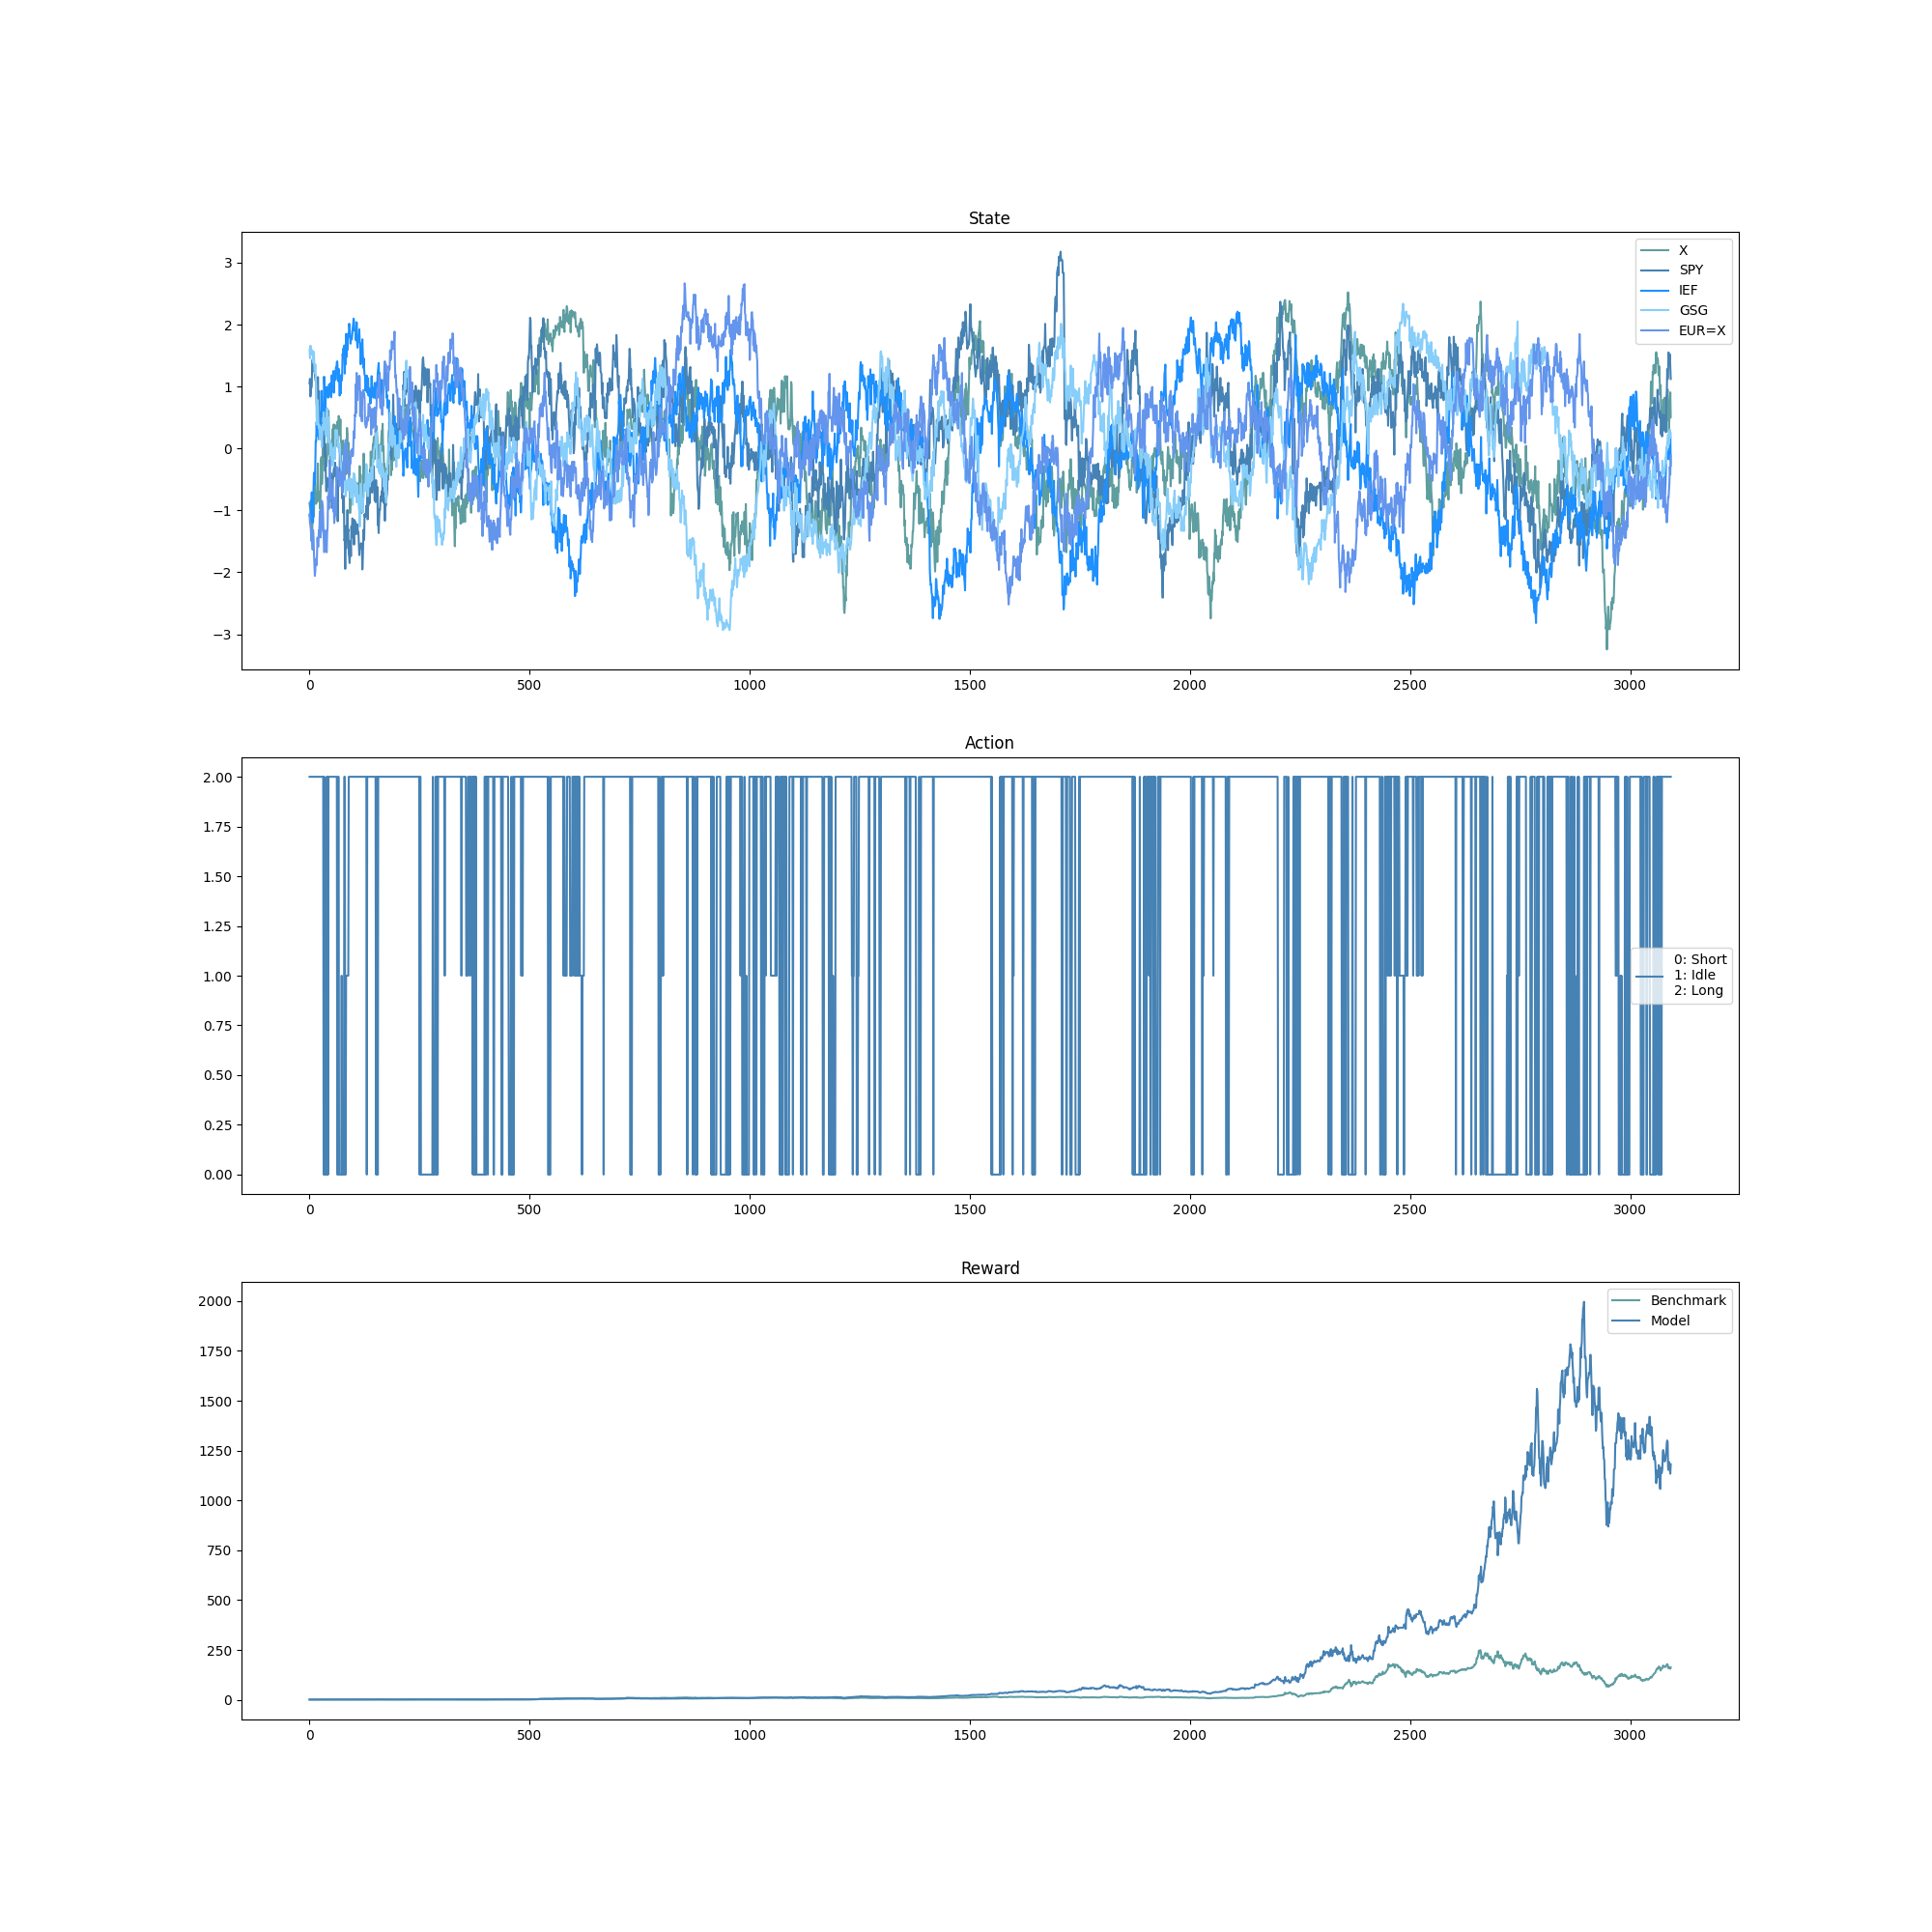 State
3
2
1
0
−1
−2
−3
X
SPY
IEF
GSG
EUR=X
0 500 1000 1500 2000 2500 3000
Action
2.00
1.75
1.50
1.25
1.00
0.75
0.50
0.25
0.00
0: Short
1: Idle
2: Long
0 500 1000 1500 2000 2500 3000
Reward
2000
1750
1500
1250
1000
750
500
250
0
Benchmark
Model
0 500 1000 1500 2000 2500 3000